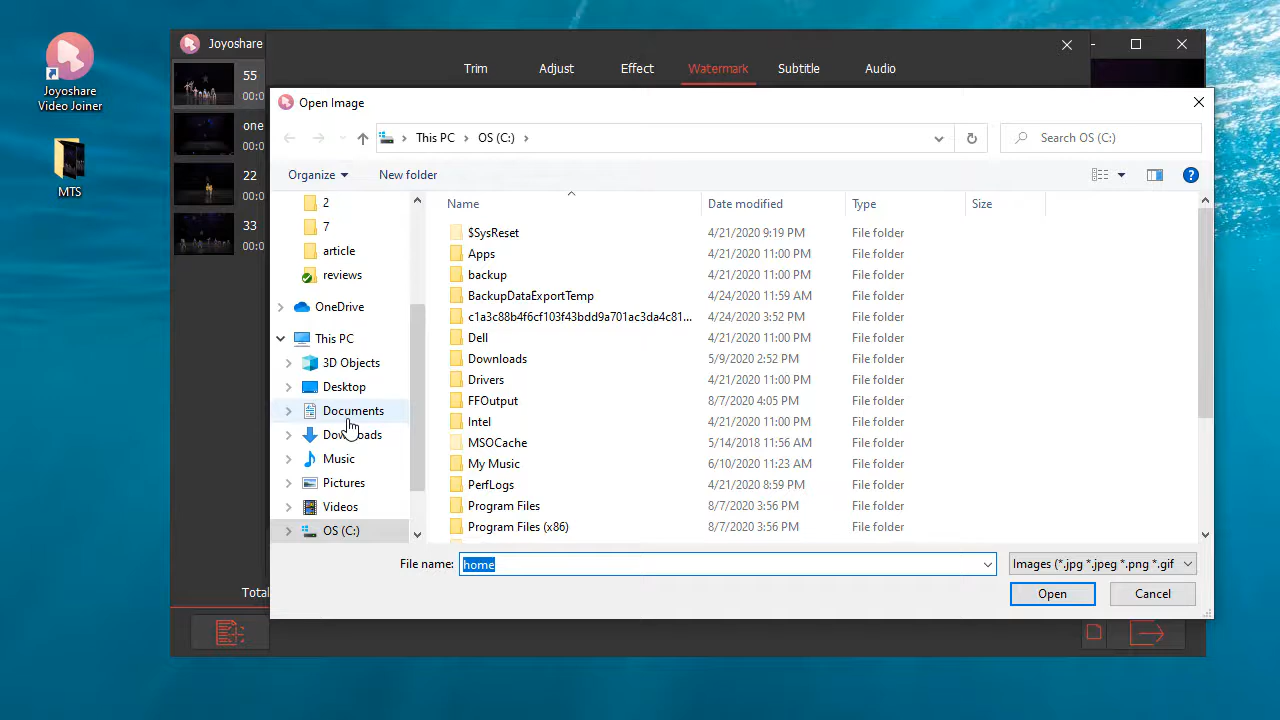 Joyoshare
Video Joiner
MTS
Joyoshare
55
00:0
one
00:0
22
00:0
33
00:0
Total
Trim
Adjust
Effect
Watermark
Subtitle
Audio
Open Image
This PC
OS (C:)
Search OS (C:)
Organize
New folder
2
7
article
reviews
OneDrive
This PC
3D Objects
Desktop
Documents
Downloads
Music
Pictures
Videos
OS (C:)
Name Date modified Type Size
$SysReset 4/21/2020 9:19 PM File folder
Apps 4/21/2020 11:00 PM File folder
backup 4/21/2020 11:00 PM File folder
BackupDataExportTemp 4/24/2020 11:59 AM File folder
c1a3c88b4f6cf103f43bdd9a701ac3da4c81... 4/24/2020 3:52 PM File folder
Dell 4/21/2020 11:00 PM File folder
Downloads 5/9/2020 2:52 PM File folder
Drivers 4/21/2020 11:00 PM File folder
FFOutput 8/7/2020 4:05 PM File folder
Intel 4/21/2020 11:00 PM File folder
MSOCache 5/14/2018 11:56 AM File folder
My Music 6/10/2020 11:23 AM File folder
PerfLogs 4/21/2020 8:59 PM File folder
Program Files 8/7/2020 3:56 PM File folder
Program Files (x86) 8/7/2020 3:56 PM File folder
File name: home
Images (*.jpg *.jpeg *.png *.gif
Open
Cancel